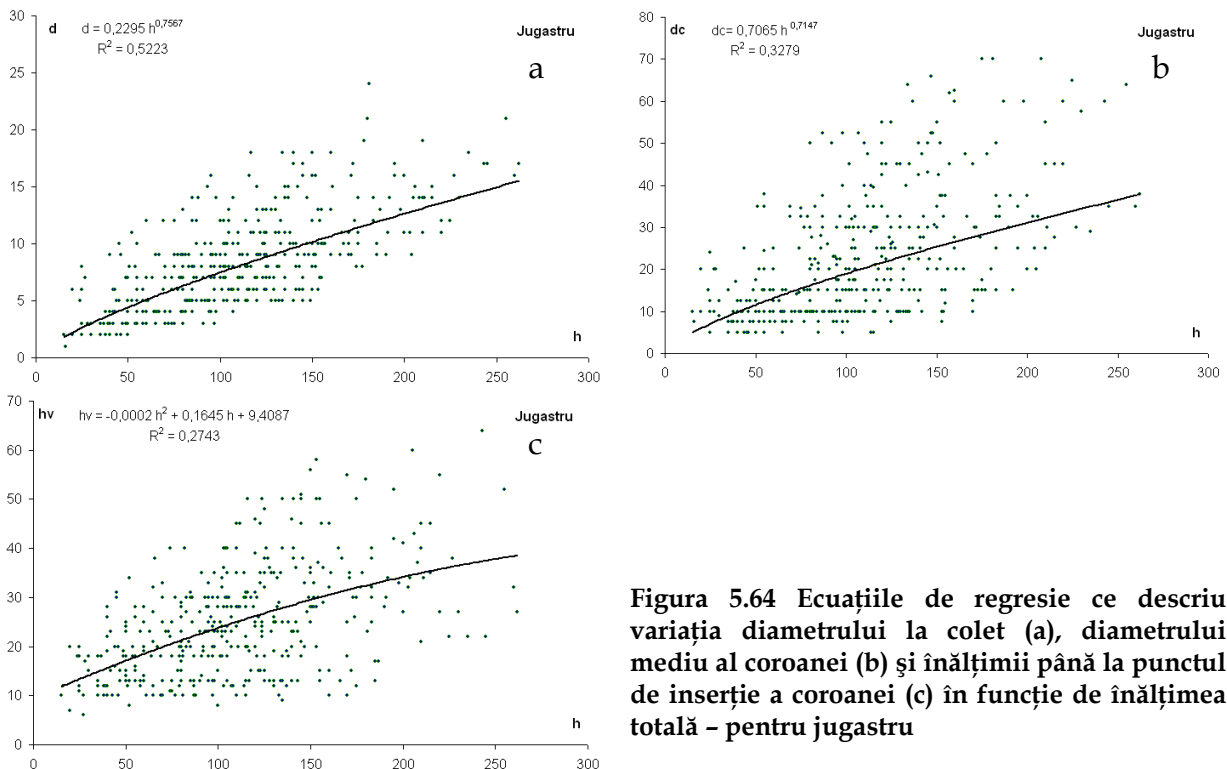 30
25
20
15
10
5
0
d
d = 0,2295 h^0,7567
R² = 0,5223
Jugastru
a
h
0 50 100 150 200 250 300
80
70
60
50
40
30
20
10
0
dc
dc= 0,7065 h^0,7147
R² = 0,3279
Jugastru
b
h
0 50 100 150 200 250 300
70
60
50
40
30
20
10
0
hv
hv = -0,0002 h² + 0,1645 h + 9,4087
R² = 0,2743
Jugastru
c
h
0 50 100 150 200 250 300
Figura 5.64 Ecuațiile de regresie ce descriu
variația diametrului la colet (a), diametrului
mediu al coroanei (b) și înălțimii până la punctul
de inserție a coroanei (c) în funcție de înălțimea
totală – pentru jugastru